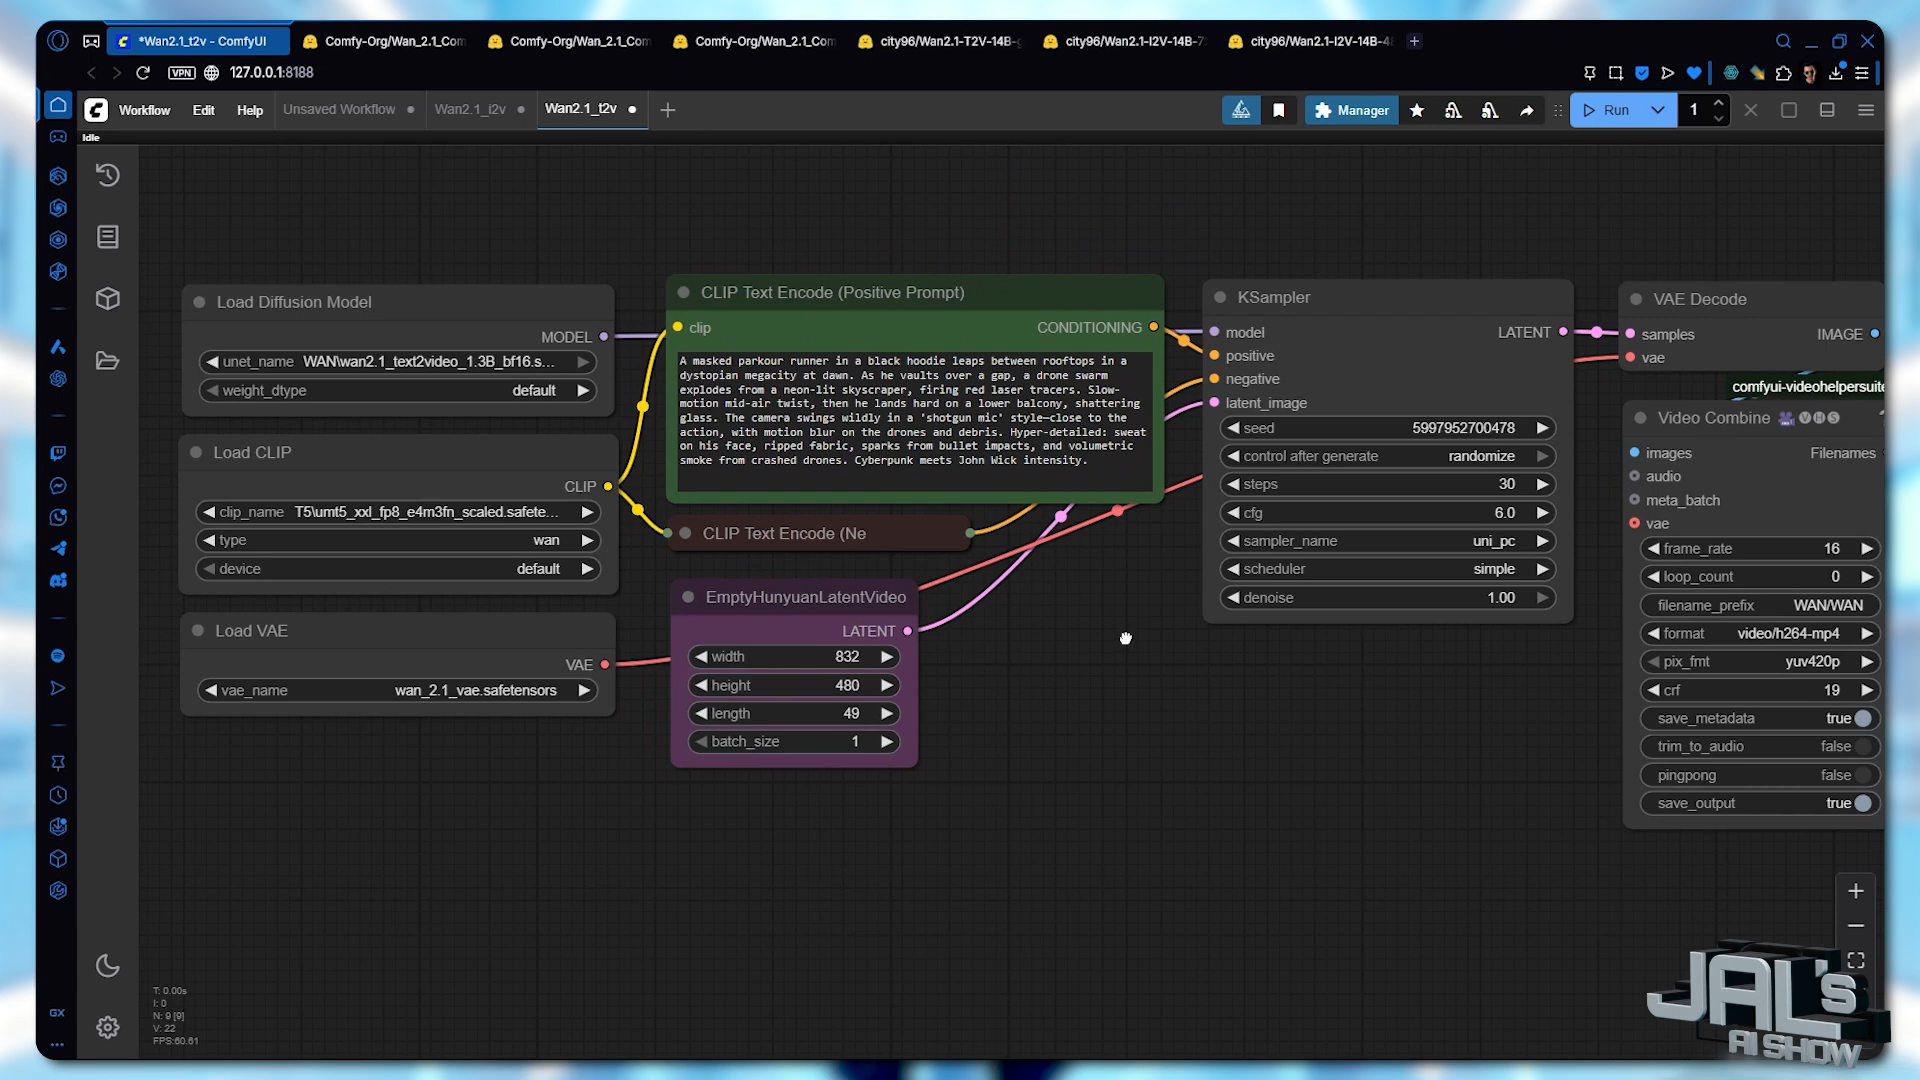 *Wan2.1_t2v - ComfyUI
Comfy-Org/Wan_2.1_Com
Comfy-Org/Wan_2.1_Com
Comfy-Org/Wan_2.1_Com
city96/Wan2.1-T2V-14B-g
city96/Wan2.1-I2V-14B-7
city96/Wan2.1-I2V-14B-4
VPN
127.0.0.1:8188
Workflow
Edit
Help
Unsaved Workflow
Wan2.1_i2v
Wan2.1_t2v
Manager
Run
1
Idle
Load Diffusion Model
MODEL
unet_name WAN\wan2.1_text2video_1.3B_bf16.s...
weight_dtype default
Load CLIP
CLIP
clip_name T5\umt5_xxl_fp8_e4m3fn_scaled.safete...
type wan
device default
Load VAE
VAE
vae_name wan_2.1_vae.safetensors
CLIP Text Encode (Positive Prompt)
clip CONDITIONING
A masked parkour runner in a black hoodie leaps between rooftops in a
dystopian megacity at dawn. As he vaults over a gap, a drone swarm
explodes from a neon-lit skyscraper, firing red laser tracers. Slow-
motion mid-air twist, then he lands hard on a lower balcony, shattering
glass. The camera swings wildly in a 'shotgun mic' style—close to the
action, with motion blur on the drones and debris. Hyper-detailed: sweat
on his face, ripped fabric, sparks from bullet impacts, and volumetric
smoke from crashed drones. Cyberpunk meets John Wick intensity.
CLIP Text Encode (Ne
EmptyHunyuanLatentVideo
LATENT
width 832
height 480
length 49
batch_size 1
KSampler
model LATENT
positive
negative
latent_image
seed 5997952700478
control after generate randomize
steps 30
cfg 6.0
sampler_name uni_pc
scheduler simple
denoise 1.00
VAE Decode
samples IMAGE
vae
comfyui-videohelpersuite
Video Combine VHS
images Filenames
audio
meta_batch
vae
frame_rate 16
loop_count 0
filename_prefix WAN/WAN
format video/h264-mp4
pix_fmt yuv420p
crf 19
save_metadata true
trim_to_audio false
pingpong false
save_output true
GX
T: 0.00s
I: 0
N: 9 [9]
V: 22
FPS:60.61
JAL's
AI SHOW